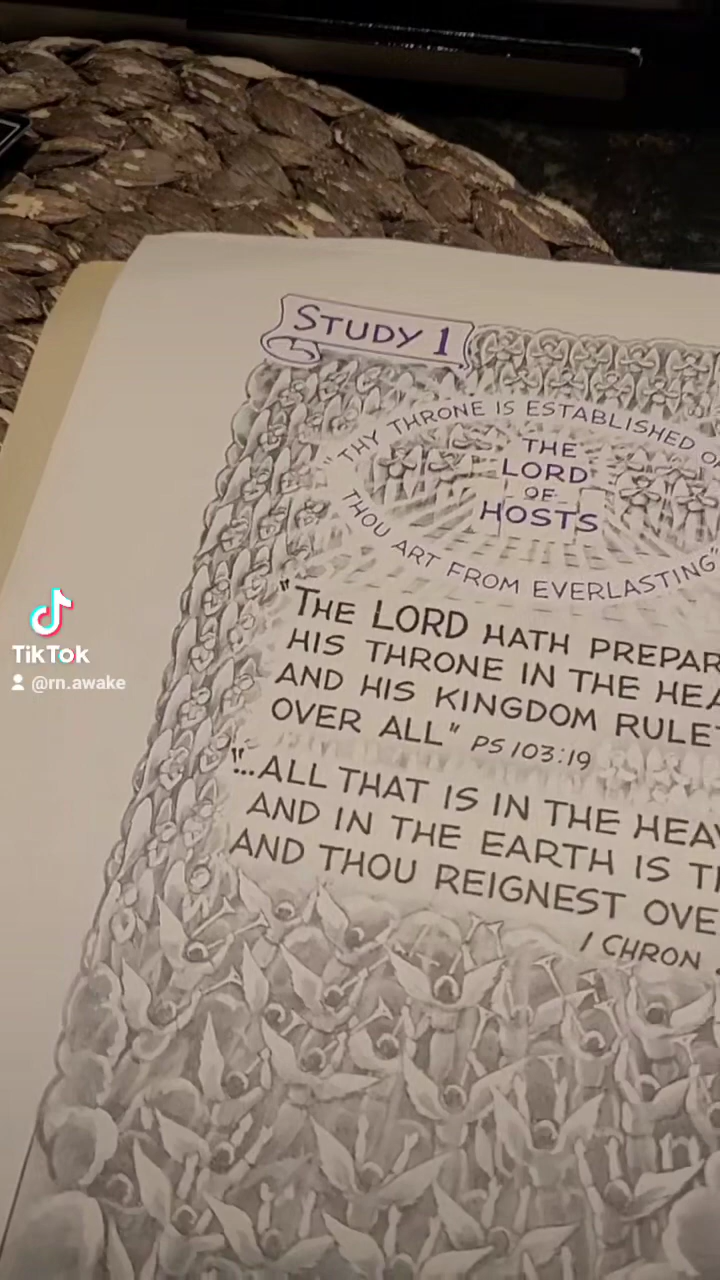 STUDY 1
"THY THRONE IS ESTABLISHED
THE
LORD
OF
HOSTS
THOU ART FROM EVERLASTING"
"THE LORD HATH
HIS THRONE IN THE
AND HIS KINGDOM
OVER ALL" PS 103:19
"...ALL THAT IS IN THE
AND IN THE EARTH IS
AND THOU REIGNEST
1 CHRON
TikTok
@rn.awake